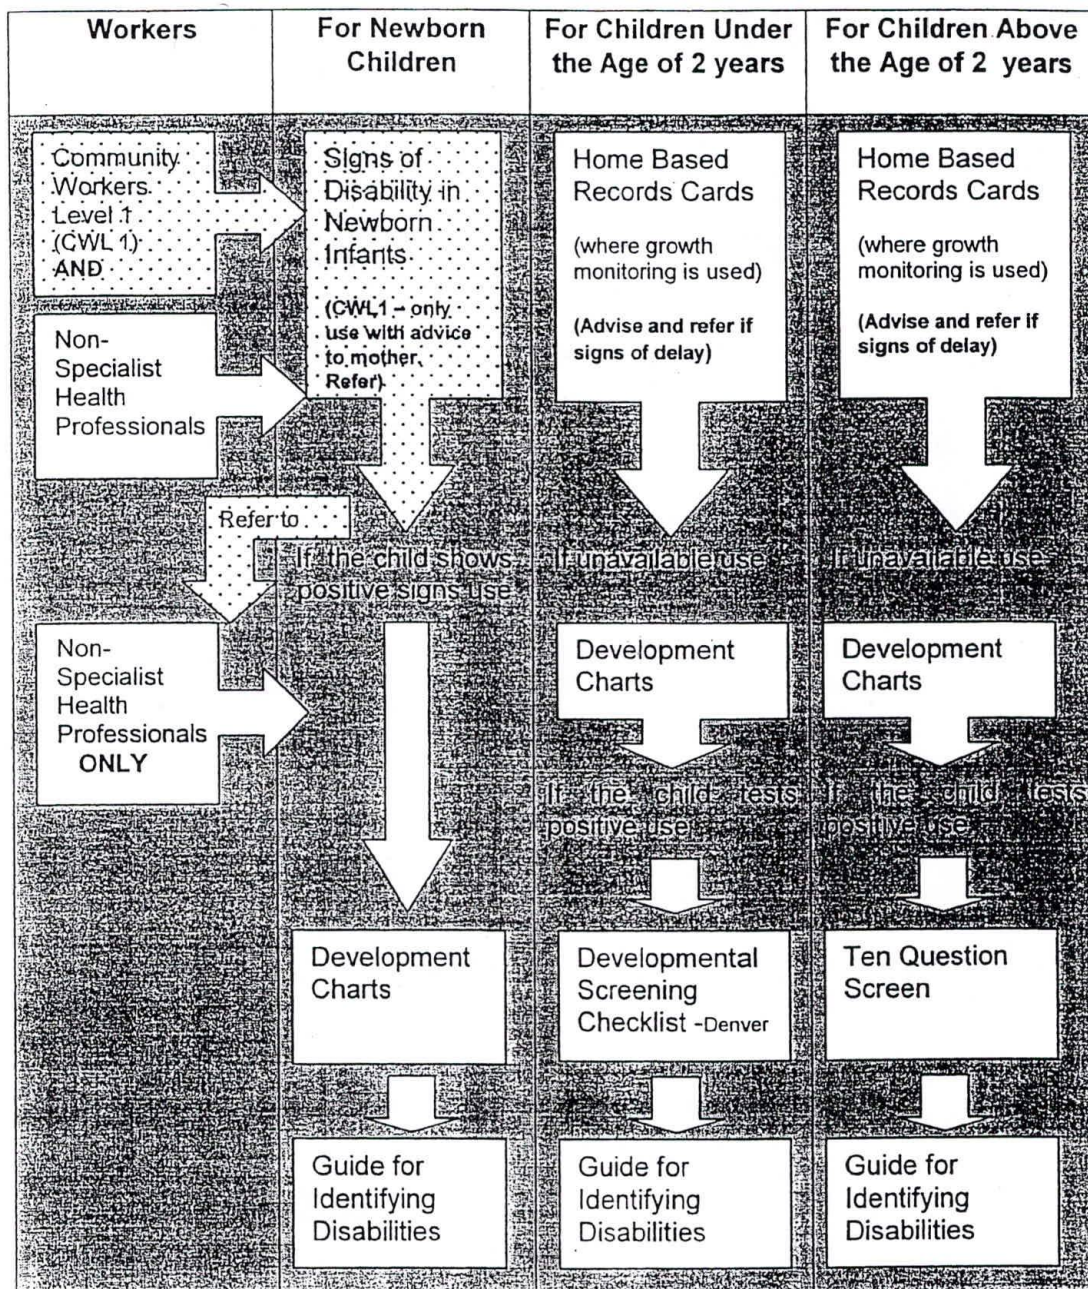 Workers
For Newborn
Children
For Children Under
the Age of 2 years
For Children Above
the Age of 2 years
Community
Workers
Level 1
(CWL 1)
AND
Signs of
Disability in
Newborn
Infants
(CWL1 – only
use with advice
to mother.
Refer)
Home Based
Records Cards
(where growth
monitoring is used)
(Advise and refer if
signs of delay)
Home Based
Records Cards
(where growth
monitoring is used)
(Advise and refer if
signs of delay)
Non-
Specialist
Health
Professionals
Refer to
If the child shows
positive signs use
If unavailable use
If unavailable use
Non-
Specialist
Health
Professionals
ONLY
Development
Charts
Development
Charts
If the child tests
positive use
If the child tests
positive use
Development
Charts
Developmental
Screening
Checklist -Denver
Ten Question
Screen
Guide for
Identifying
Disabilities
Guide for
Identifying
Disabilities
Guide for
Identifying
Disabilities